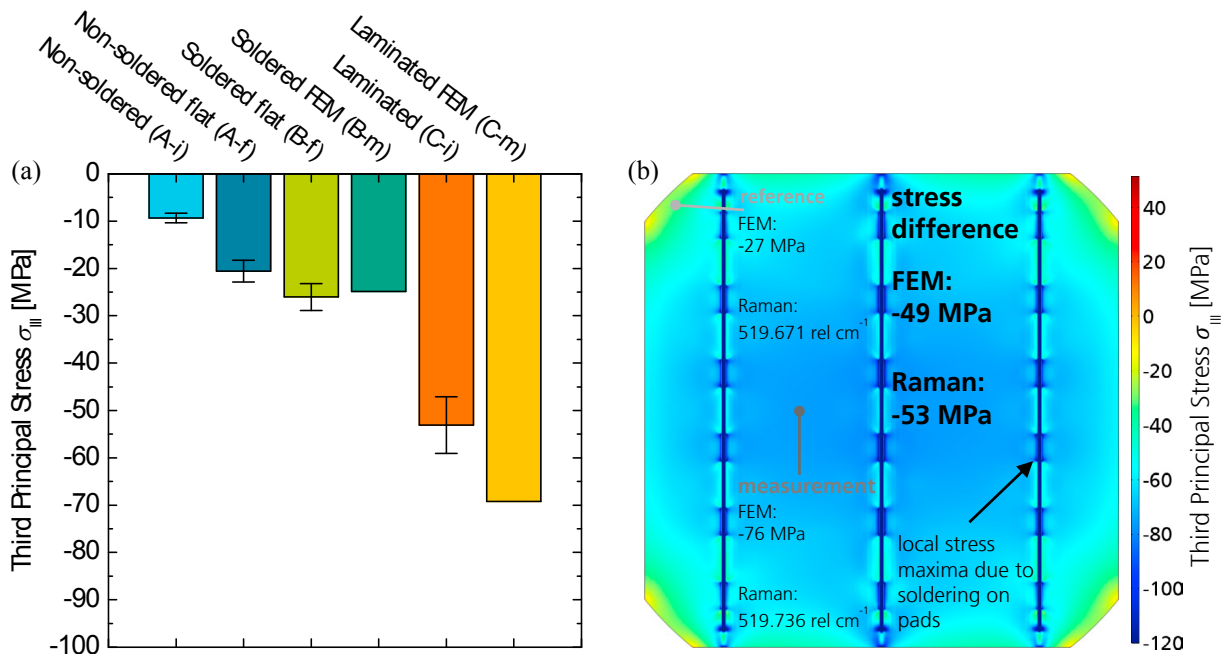 Non-soldered (A-i)
Non-soldered flat (A-f)
Soldered flat (B-f)
Soldered FEM (B-m)
Laminated (C-i)
Laminated FEM (C-m)
(a)
Third Principal Stress σ_III [MPa]
0
-10
-20
-30
-40
-50
-60
-70
-80
-90
-100
(b)
reference
FEM:
-27 MPa
Raman:
519.671 rel cm⁻¹
measurement
FEM:
-76 MPa
Raman:
519.736 rel cm⁻¹
stress
difference
FEM:
-49 MPa
Raman:
-53 MPa
local stress
maxima due to
soldering on
pads
40
20
0
-20
-40
-60
-80
-100
-120
Third Principal Stress σ_III [MPa]